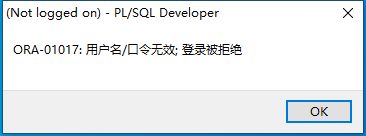 (Not logged on) - PL/SQL Developer
ORA-01017: 用户名/口令无效; 登录被拒绝
OK